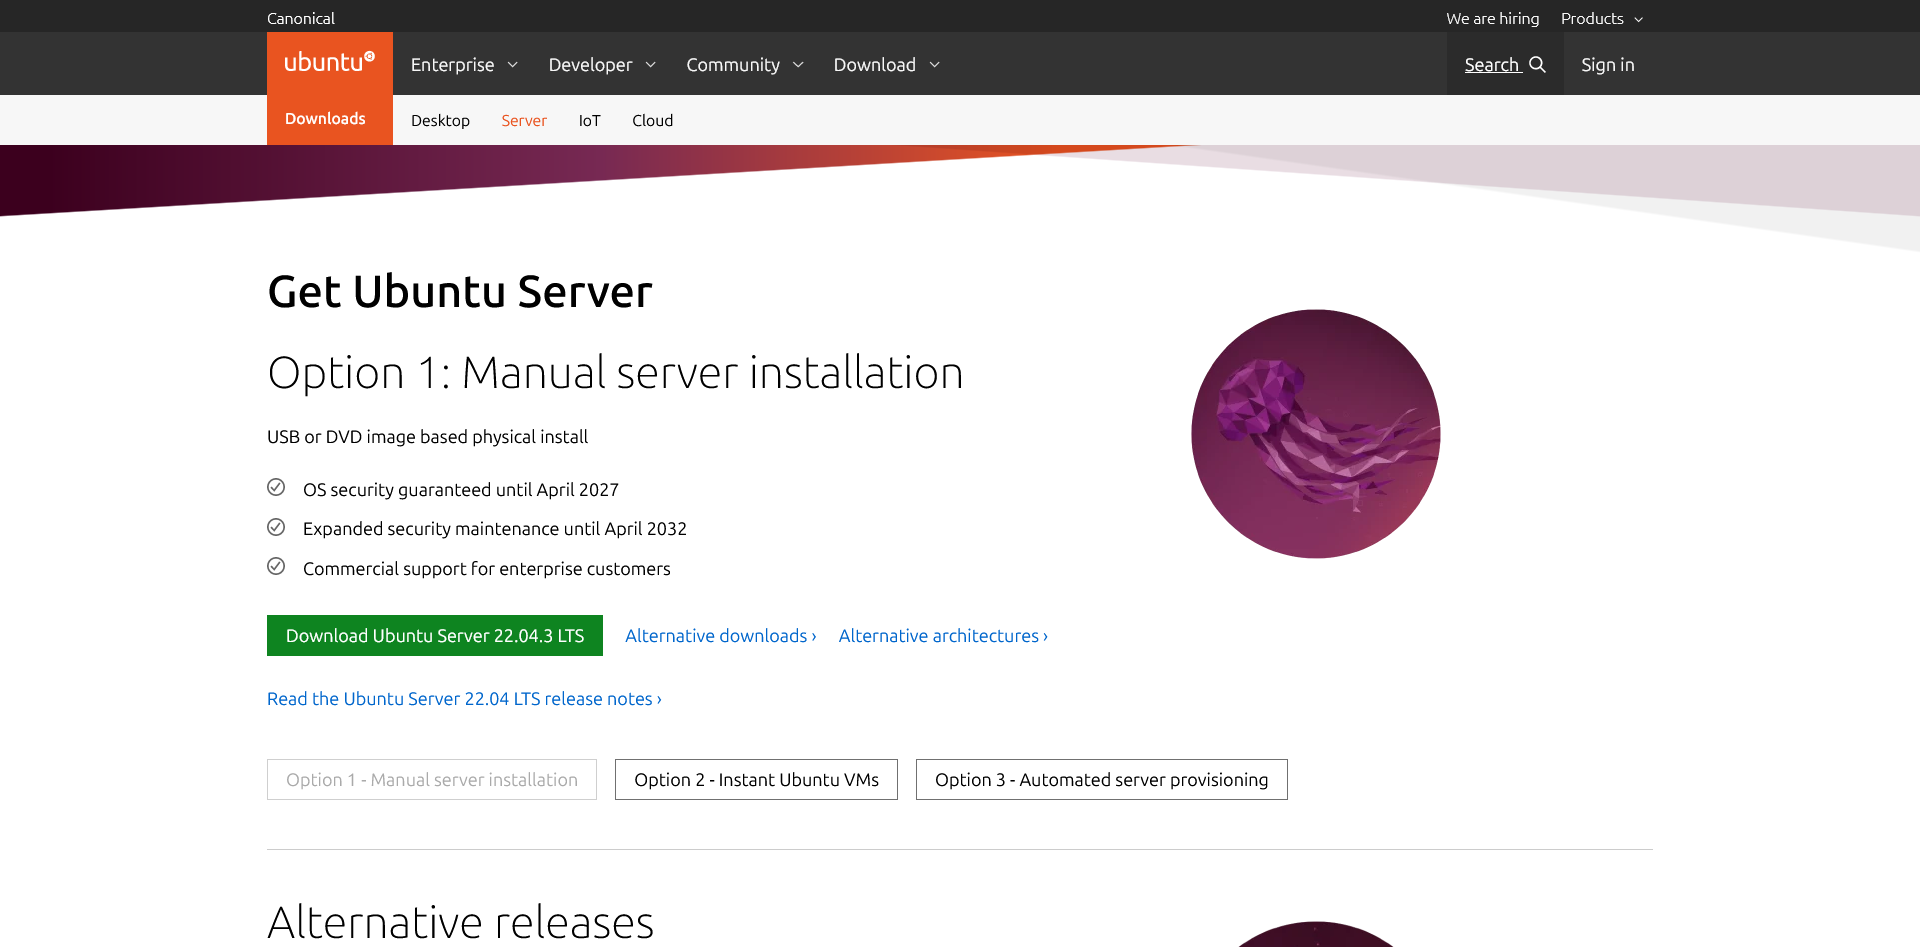 Canonical
We are hiring Products
ubuntu
Enterprise Developer Community Download
Search Sign in
Downloads Desktop Server IoT Cloud
Get Ubuntu Server
Option 1: Manual server installation
USB or DVD image based physical install
OS security guaranteed until April 2027
Expanded security maintenance until April 2032
Commercial support for enterprise customers
Download Ubuntu Server 22.04.3 LTS Alternative downloads › Alternative architectures ›
Read the Ubuntu Server 22.04 LTS release notes ›
Option 1 - Manual server installation Option 2 - Instant Ubuntu VMs Option 3 - Automated server provisioning
Alternative releases